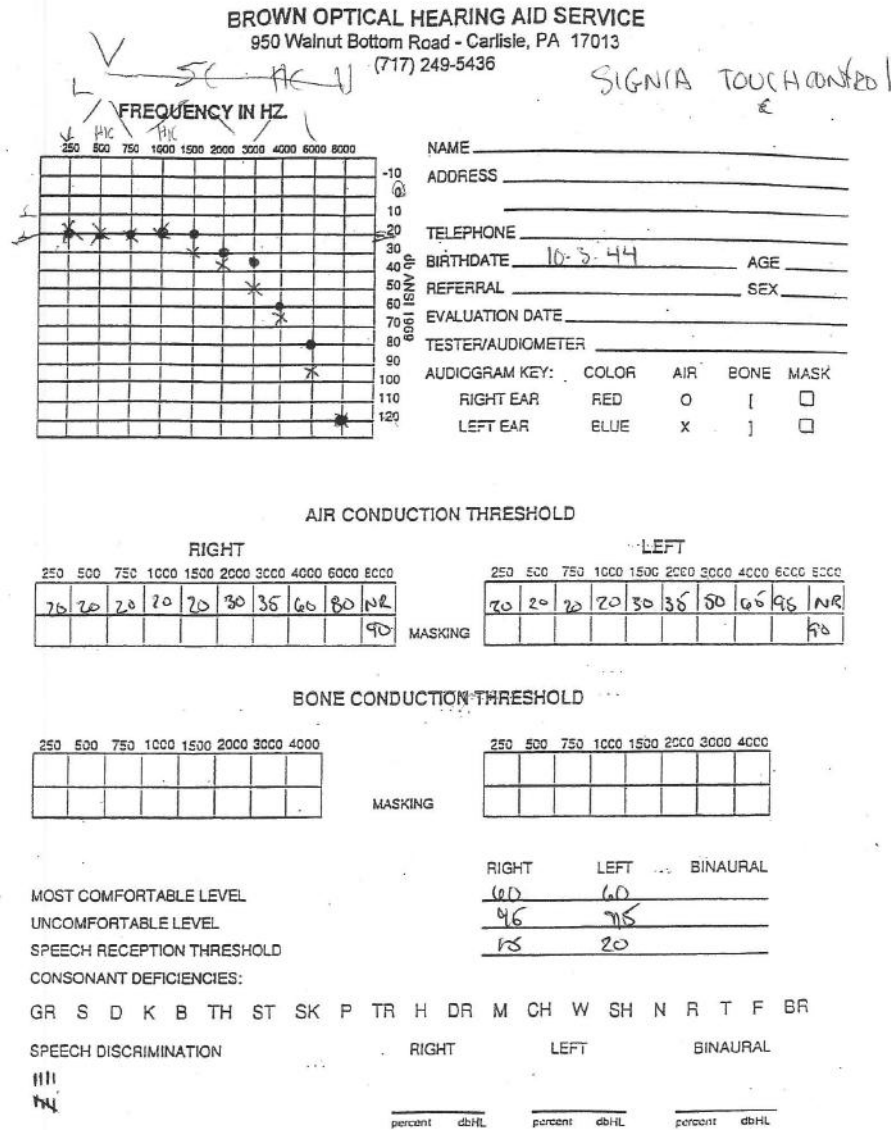 BROWN OPTICAL HEARING AID SERVICE
950 Walnut Bottom Road - Carlisle, PA 17013
(717) 249-5436
SIGNIA TOUCHCONTROl
FREQUENCY IN HZ.
250 500 750 1000 1500 2000 3000 4000 6000 8000
-10
0
10
20
30
40
50
60
70
80
90
100
110
120
db ANSI 1969
NAME
ADDRESS
TELEPHONE
BIRTHDATE 10-3-44 AGE
REFERRAL SEX
EVALUATION DATE
TESTER/AUDIOMETER
AUDIOGRAM KEY: COLOR AIR BONE MASK
RIGHT EAR RED O [ □
LEFT EAR BLUE X ] □
AIR CONDUCTION THRESHOLD
RIGHT LEFT
250 500 750 1000 1500 2000 3000 4000 6000 8000 250 500 750 1000 1500 2000 3000 4000 6000 8000
20 20 20 20 20 30 35 60 80 NR 20 20 20 20 30 35 50 65 95 NR
90 MASKING 90
BONE CONDUCTION THRESHOLD
250 500 750 1000 1500 2000 3000 4000 250 500 750 1000 1500 2000 3000 4000
MASKING
RIGHT LEFT BINAURAL
MOST COMFORTABLE LEVEL 60 60
UNCOMFORTABLE LEVEL 95
SPEECH RECEPTION THRESHOLD 15 20
CONSONANT DEFICIENCIES:
GR S D K B TH ST SK P TR H DR M CH W SH N R T F BR
SPEECH DISCRIMINATION RIGHT LEFT BINAURAL
percent dbHL percent dbHL percent dbHL